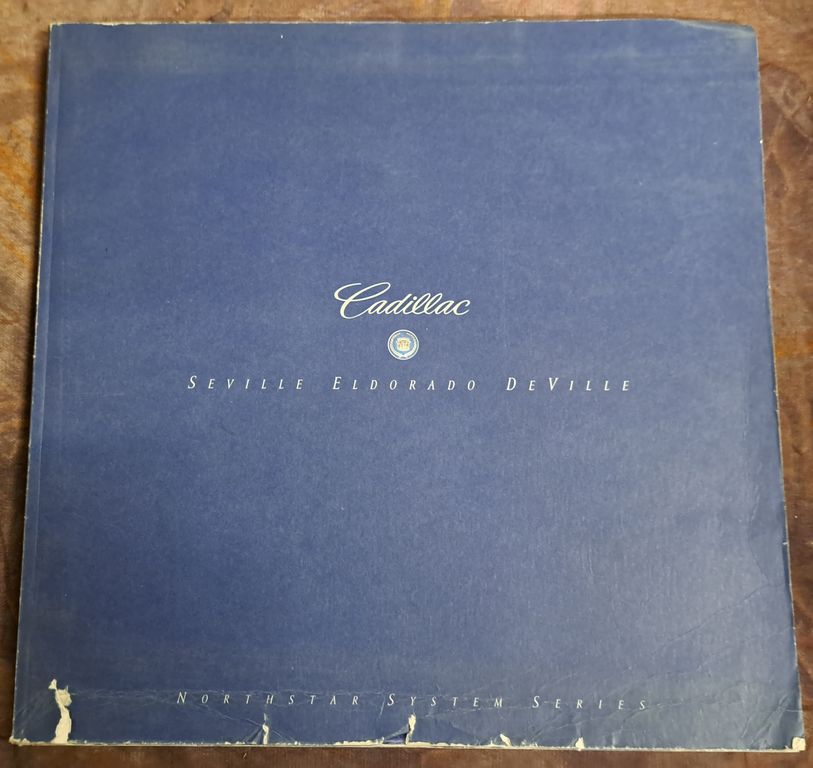 Cadillac
SEVILLE ELDORADO DEVILLE
NORTHSTAR SYSTEM SERIES